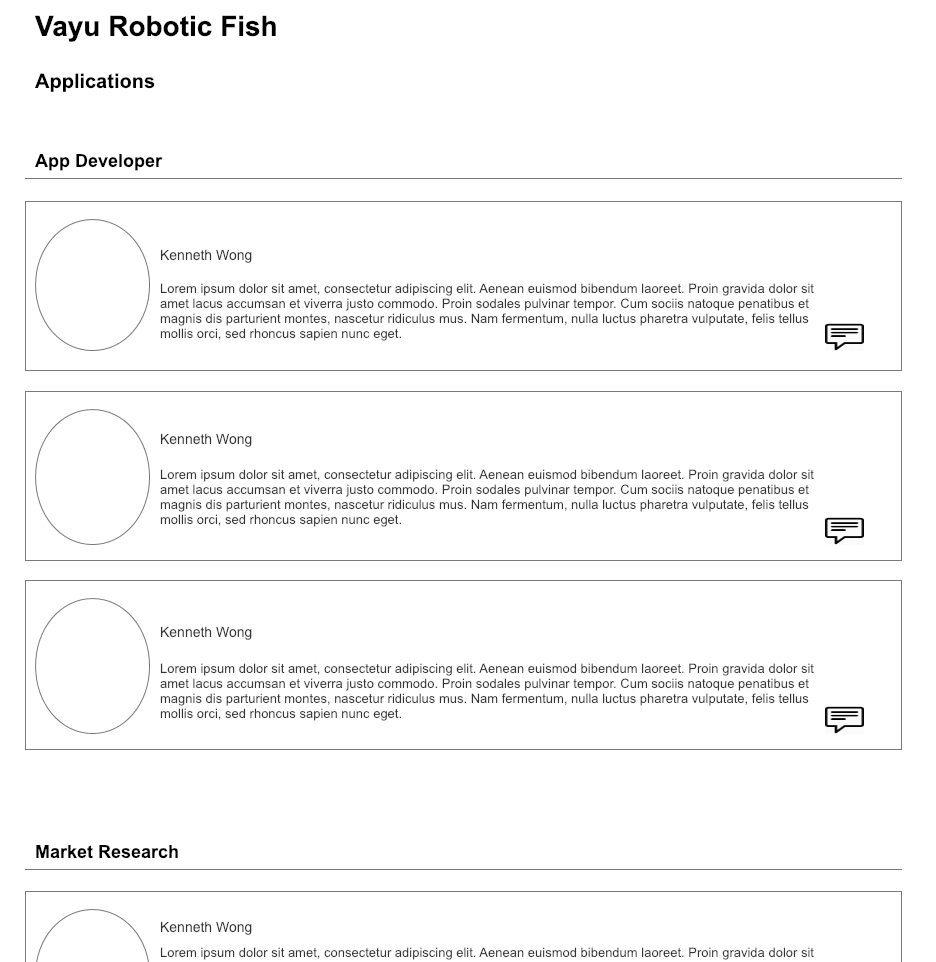 Vayu Robotic Fish
Applications
App Developer
Kenneth Wong
Lorem ipsum dolor sit amet, consectetur adipiscing elit. Aenean euismod bibendum laoreet. Proin gravida dolor sit
amet lacus accumsan et viverra justo commodo. Proin sodales pulvinar tempor. Cum sociis natoque penatibus et
magnis dis parturient montes, nascetur ridiculus mus. Nam fermentum, nulla luctus pharetra vulputate, felis tellus
mollis orci, sed rhoncus sapien nunc eget.
Kenneth Wong
Lorem ipsum dolor sit amet, consectetur adipiscing elit. Aenean euismod bibendum laoreet. Proin gravida dolor sit
amet lacus accumsan et viverra justo commodo. Proin sodales pulvinar tempor. Cum sociis natoque penatibus et
magnis dis parturient montes, nascetur ridiculus mus. Nam fermentum, nulla luctus pharetra vulputate, felis tellus
mollis orci, sed rhoncus sapien nunc eget.
Kenneth Wong
Lorem ipsum dolor sit amet, consectetur adipiscing elit. Aenean euismod bibendum laoreet. Proin gravida dolor sit
amet lacus accumsan et viverra justo commodo. Proin sodales pulvinar tempor. Cum sociis natoque penatibus et
magnis dis parturient montes, nascetur ridiculus mus. Nam fermentum, nulla luctus pharetra vulputate, felis tellus
mollis orci, sed rhoncus sapien nunc eget.
Market Research
Kenneth Wong
Lorem ipsum dolor sit amet, consectetur adipiscing elit. Aenean euismod bibendum laoreet. Proin gravida dolor sit